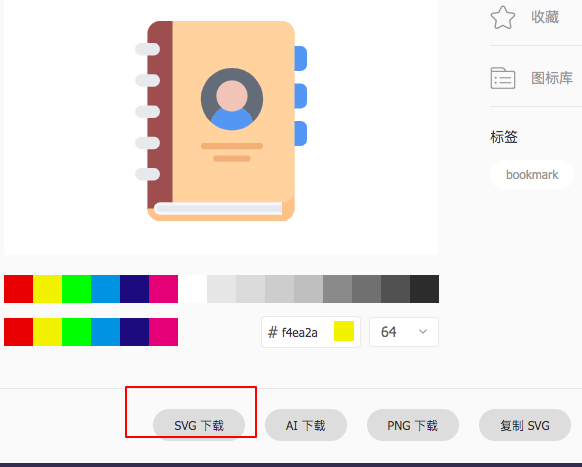 收藏
图标库
标签
bookmark
# f4ea2a
64
SVG 下载
AI 下载
PNG 下载
复制 SVG